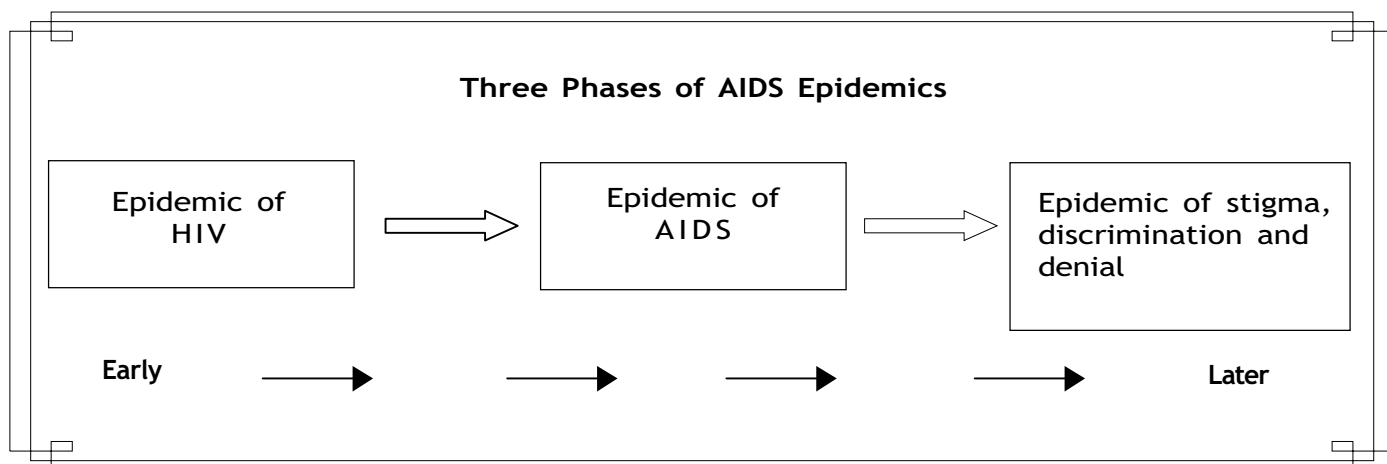 Three Phases of AIDS Epidemics
Epidemic of
HIV
Epidemic of
AIDS
Epidemic of stigma,
discrimination and
denial
Early
Later